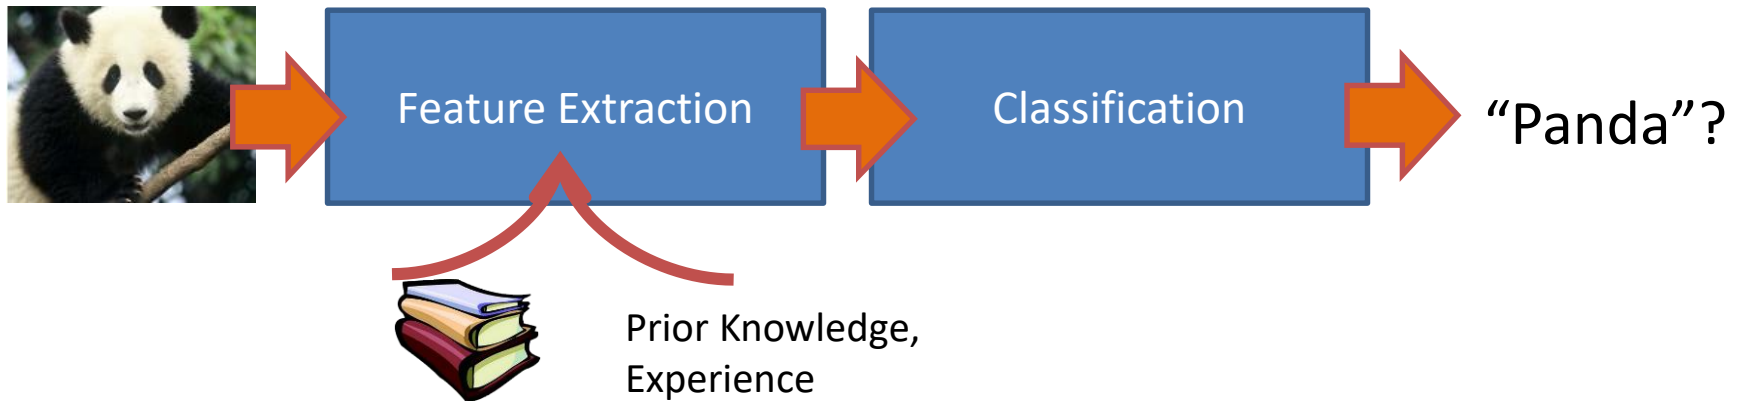 Feature Extraction
Classification
“Panda”?
Prior Knowledge,
Experience